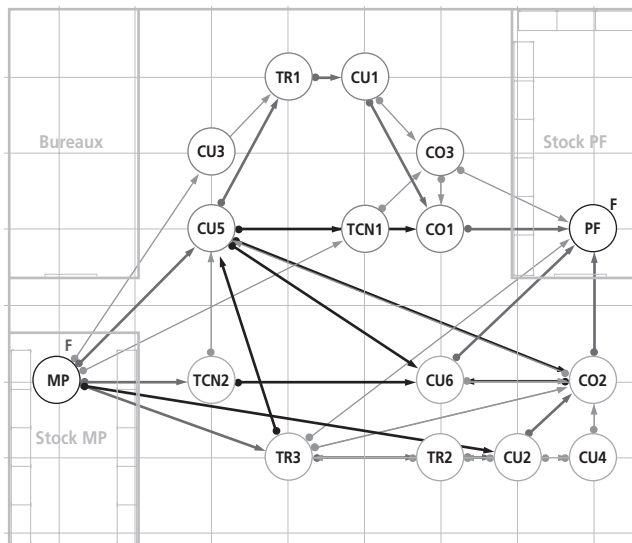 TR1 CU1
Bureaux
CU3 CO3
Stock PF
F
CU5 TCN1 CO1 PF
F
MP TCN2 CU6 CO2
Stock MP
TR3 TR2 CU2 CU4